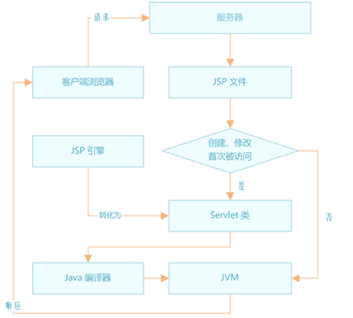 请求
服务器
客户端浏览器
JSP 文件
JSP 引擎
创建、修改
首次被访问
是
否
转化为
Servlet 类
Java 编译器
JVM
响应